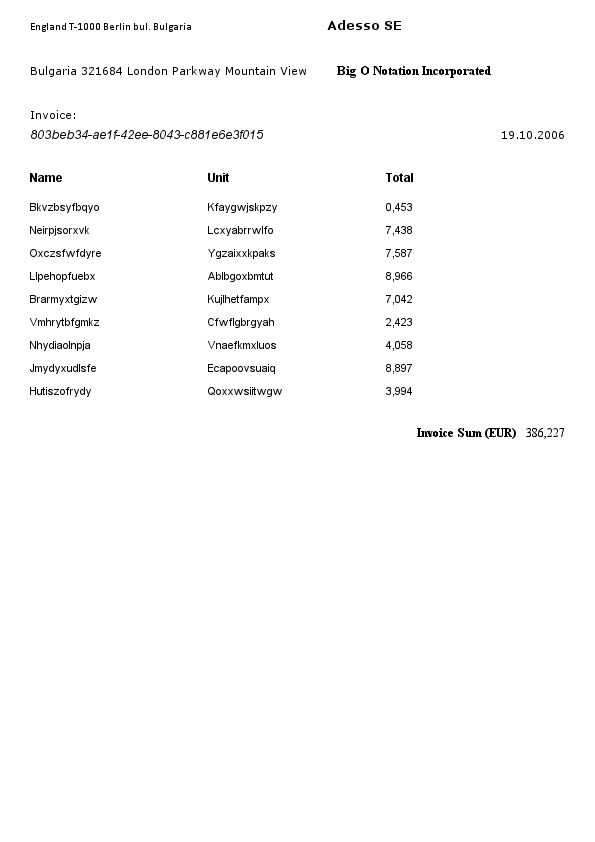 England T-1000 Berlin bul. Bulgaria Adesso SE
Bulgaria 321684 London Parkway Mountain View Big O Notation Incorporated
Invoice:
803beb34-ae1f-42ee-8043-c881e6e3f015 19.10.2006
Name Unit Total
Bkvzbsyfbqyo Kfaygwjskpzy 0,453
Neirpjsorxvk Lcxyabrrwlfo 7,438
Oxczsfwfdyre Ygzaixxkpaks 7,587
Llpehopfuebx Ablbgoxbmtut 8,966
Brarmyxtgizw Kujlhetfampx 7,042
Vmhrytbfgmkz Cfwflgbrgyah 2,423
Nhydiaolnpja Vnaefkmxluos 4,058
Jmydyxudlsfe Ecapoovsuaiq 8,897
Hutiszofrydy Qoxxwsiitwgw 3,994
Invoice Sum (EUR) 386,227